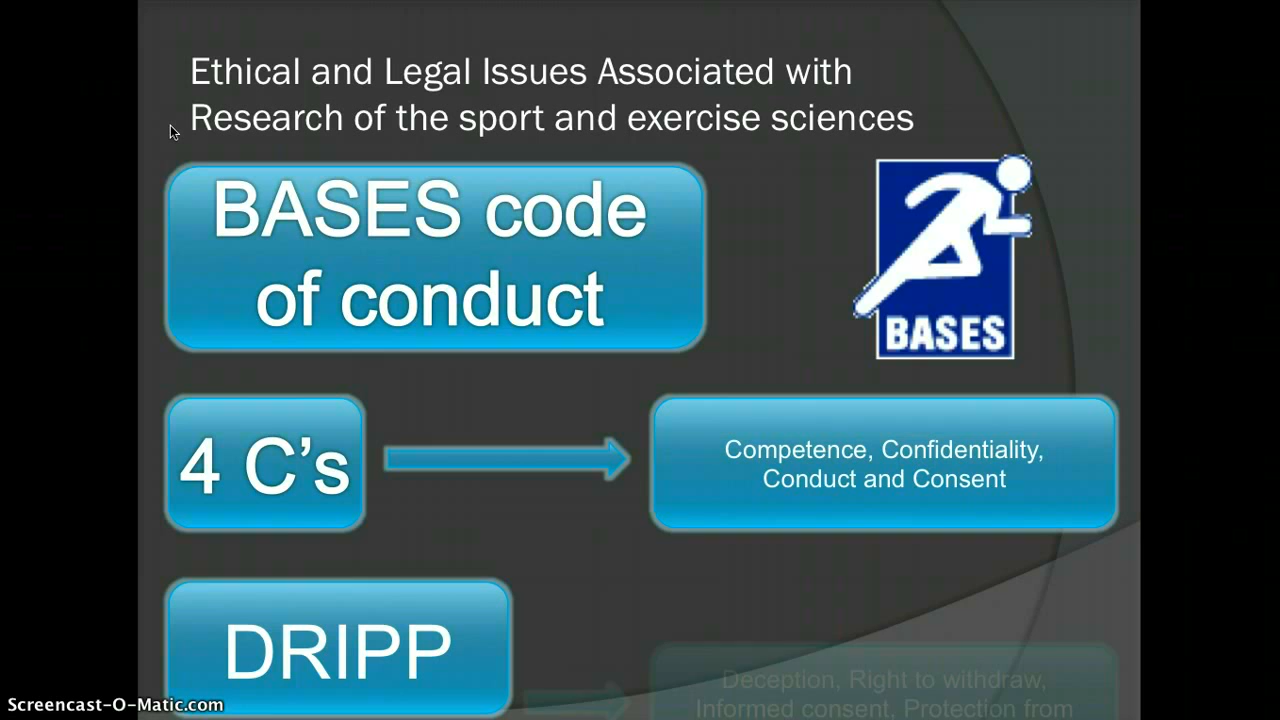 Ethical and Legal Issues Associated with
Research of the sport and exercise sciences
BASES code
of conduct
BASES
4 C’s
Competence, Confidentiality,
Conduct and Consent
DRIPP
Deception, Right to withdraw,
Informed consent, Protection from
Screencast-O-Matic.com